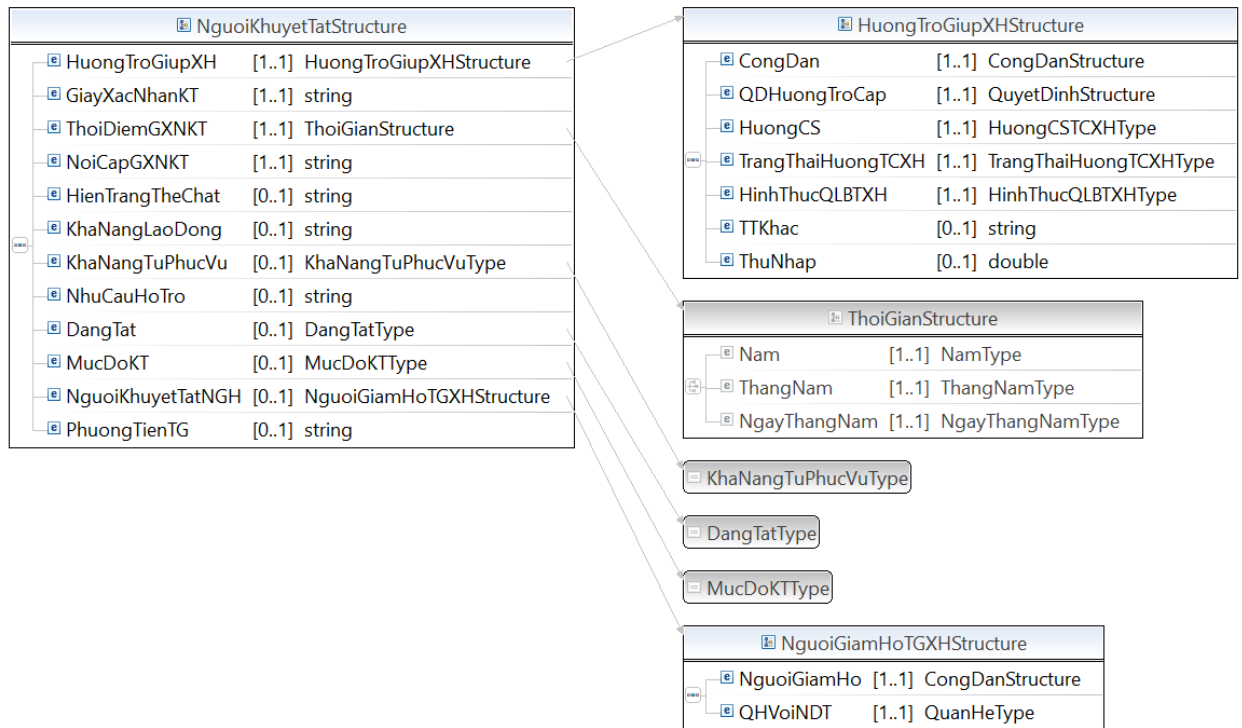 NguoiKhuyetTatStructure
HuongTroGiupXH [1..1] HuongTroGiupXHStructure
GiayXacNhanKT [1..1] string
ThoiDiemGXNKT [1..1] ThoiGianStructure
NoiCapGXNKT [1..1] string
HienTrangTheChat [0..1] string
KhaNangLaoDong [0..1] string
KhaNangTuPhucVu [0..1] KhaNangTuPhucVuType
NhuCauHoTro [0..1] string
DangTat [0..1] DangTatType
MucDoKT [0..1] MucDoKTType
NguoiKhuyetTatNGH [0..1] NguoiGiamHoTGXHStructure
PhuongTienTG [0..1] string
HuongTroGiupXHStructure
CongDan [1..1] CongDanStructure
QDHuongTroCap [1..1] QuyetDinhStructure
HuongCS [1..1] HuongCSTCXHType
TrangThaiHuongTCXH [1..1] TrangThaiHuongTCXHType
HinhThucQLBTXH [1..1] HinhThucQLBTXHType
TTKhac [0..1] string
ThuNhap [0..1] double
ThoiGianStructure
Nam [1..1] NamType
ThangNam [1..1] ThangNamType
NgayThangNam [1..1] NgayThangNamType
KhaNangTuPhucVuType
DangTatType
MucDoKTType
NguoiGiamHoTGXHStructure
NguoiGiamHo [1..1] CongDanStructure
QHVoiNDT [1..1] QuanHeType